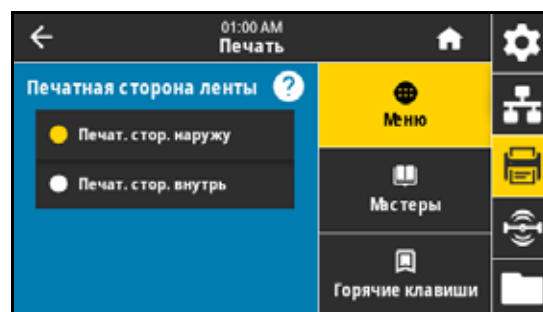 01:00 AM
Печать
Печатная сторона ленты ?
Печат. стор. наружу
Печат. стор. внутрь
Меню
Мастеры
Горячие клавиши